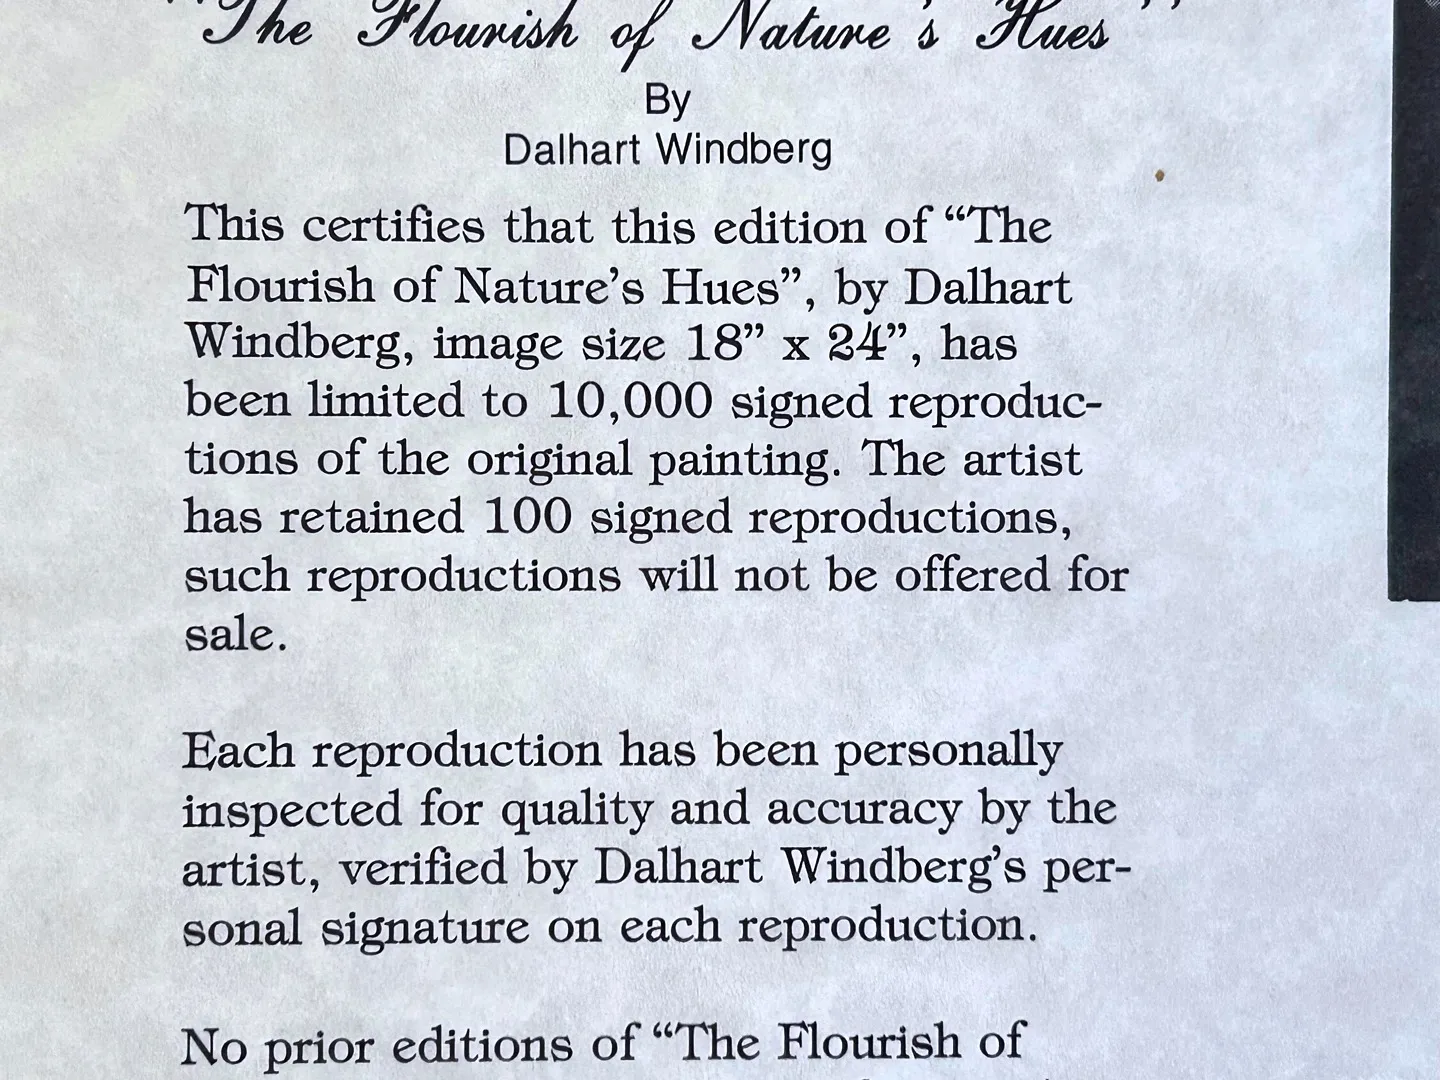 "The Flourish of Nature's Hues"
By
Dalhart Windberg
This certifies that this edition of “The
Flourish of Nature’s Hues”, by Dalhart
Windberg, image size 18” x 24”, has
been limited to 10,000 signed reproduc-
tions of the original painting. The artist
has retained 100 signed reproductions,
such reproductions will not be offered for
sale.
Each reproduction has been personally
inspected for quality and accuracy by the
artist, verified by Dalhart Windberg’s per-
sonal signature on each reproduction.
No prior editions of “The Flourish of